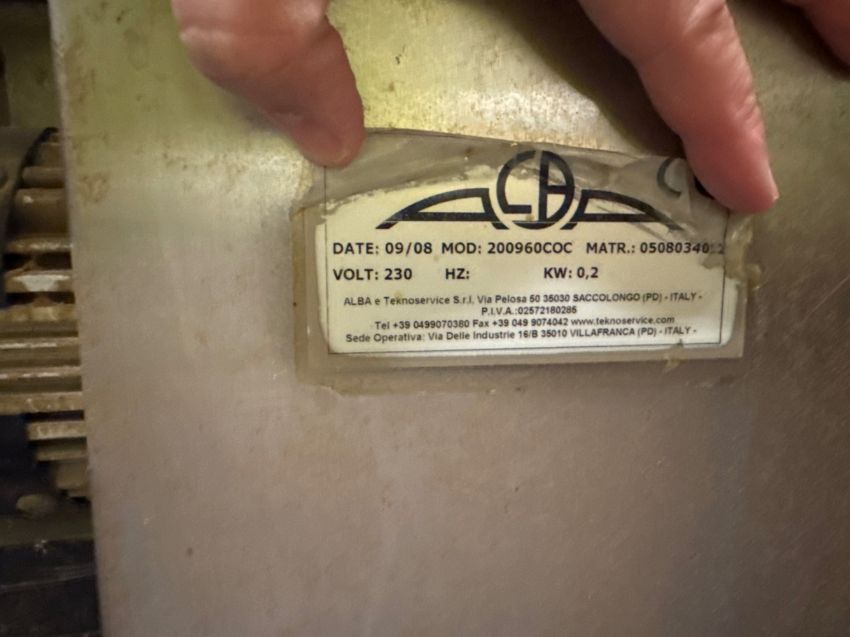 DATE: 09/08 MOD: 200960COC MATR.: 0508034012
VOLT: 230 HZ: KW: 0,2
ALBA e Teknoservice S.r.l. Via Pelosa 50 35030 SACCOLONGO (PD) - ITALY -
P.I.V.A.:02572180286
Tel +39 0499070380 Fax +39 049 9074042 www.teknoservice.com
Sede Operativa: Via Delle Industrie 16/B 35010 VILLAFRANCA (PD) - ITALY -